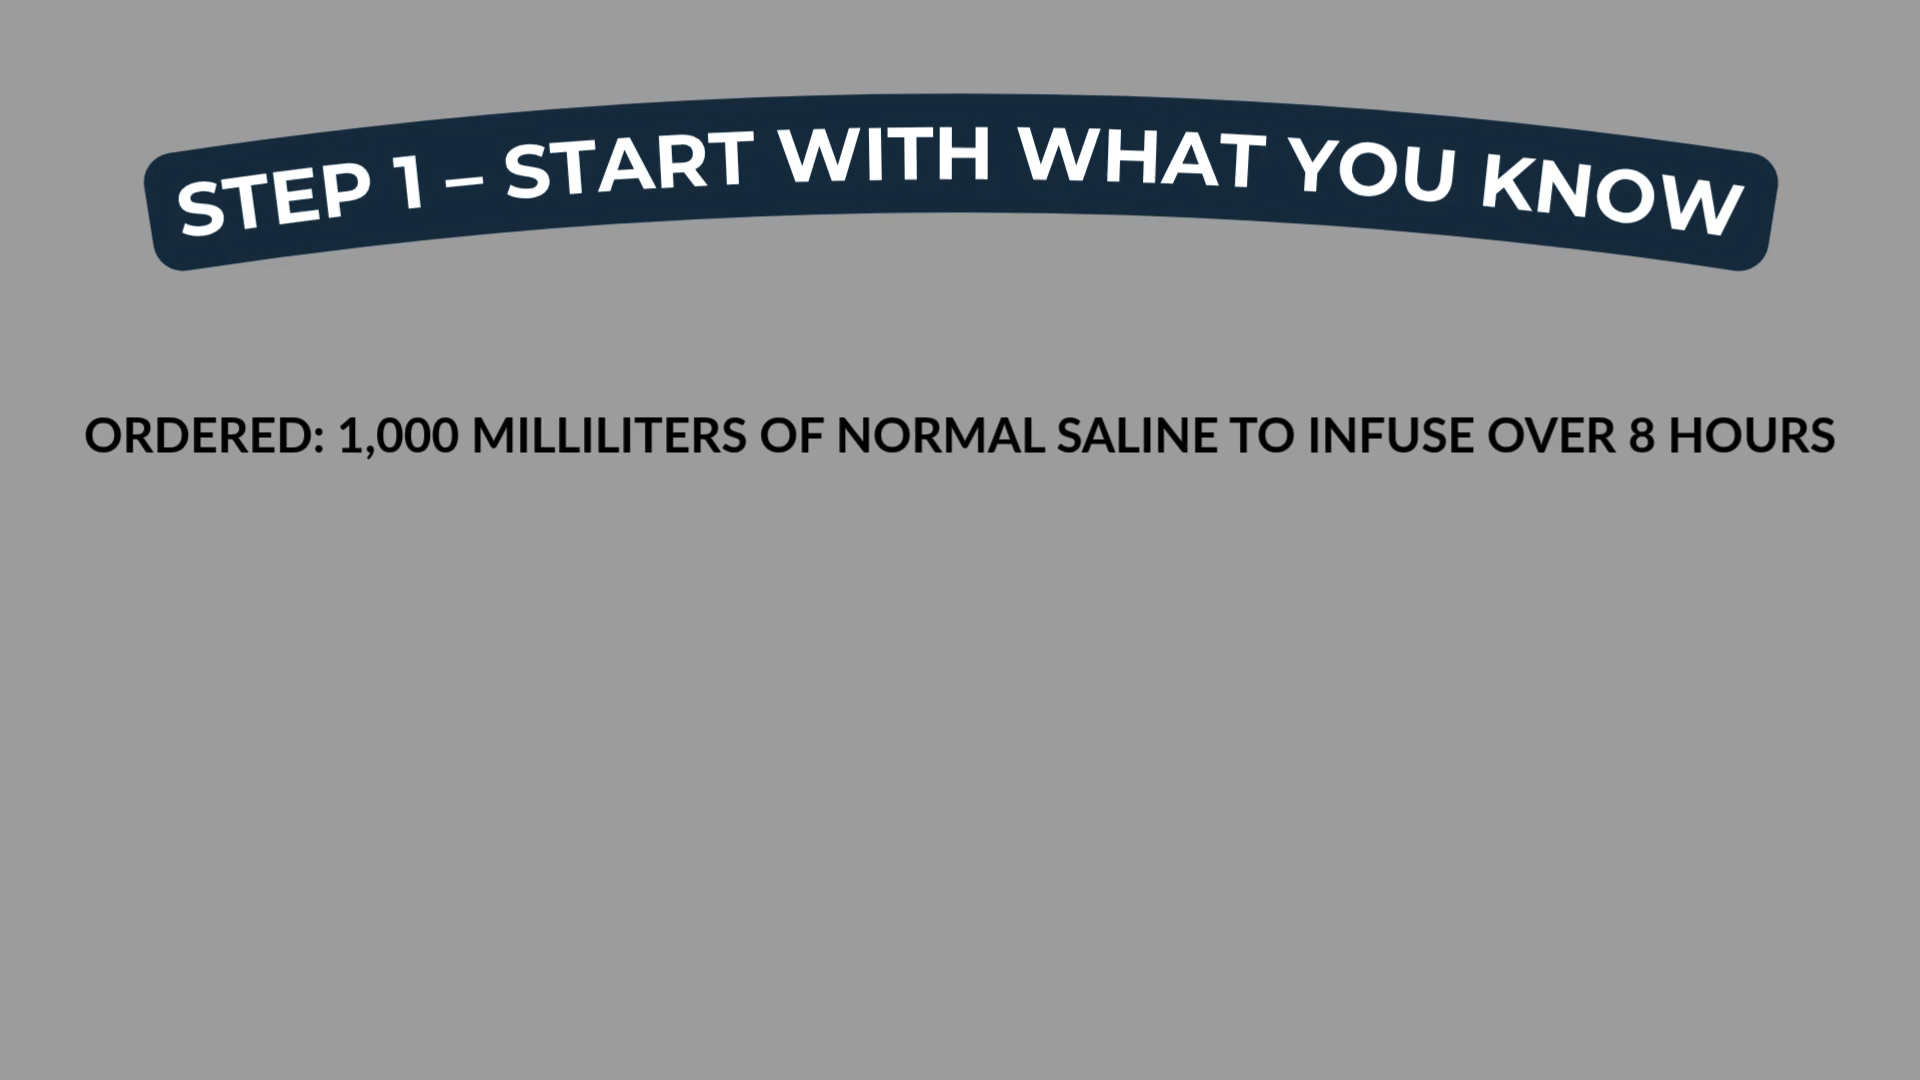 STEP 1 – START WITH WHAT YOU KNOW
ORDERED: 1,000 MILLILITERS OF NORMAL SALINE TO INFUSE OVER 8 HOURS